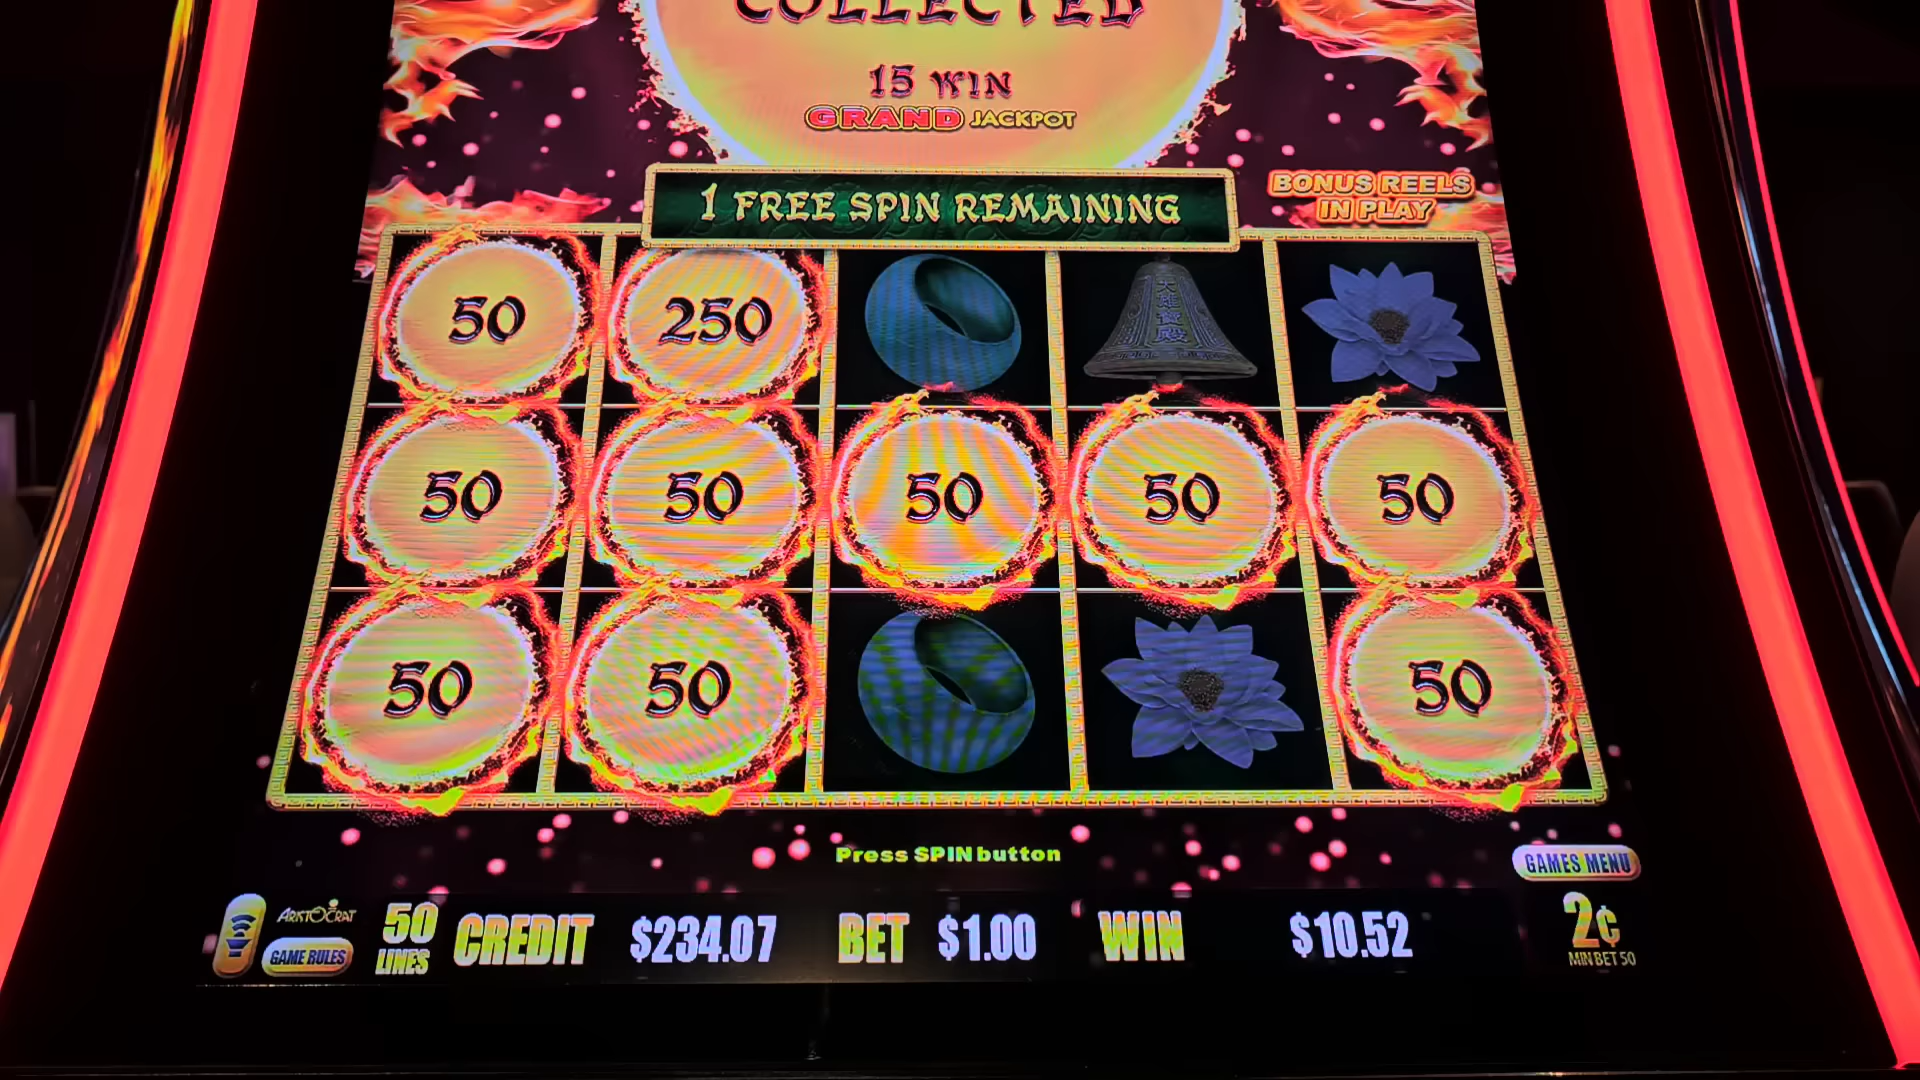 COLLECTED
15 WIN
GRAND JACKPOT
1 FREE SPIN REMAINING
BONUS REELS
IN PLAY
50
250
50
50
50
50
50
50
50
50
Press SPIN button
GAMES MENU
ARISTOCRAT
GAME RULES
50
LINES
CREDIT
$234.07
BET
$1.00
WIN
$10.52
2¢
MIN BET 50